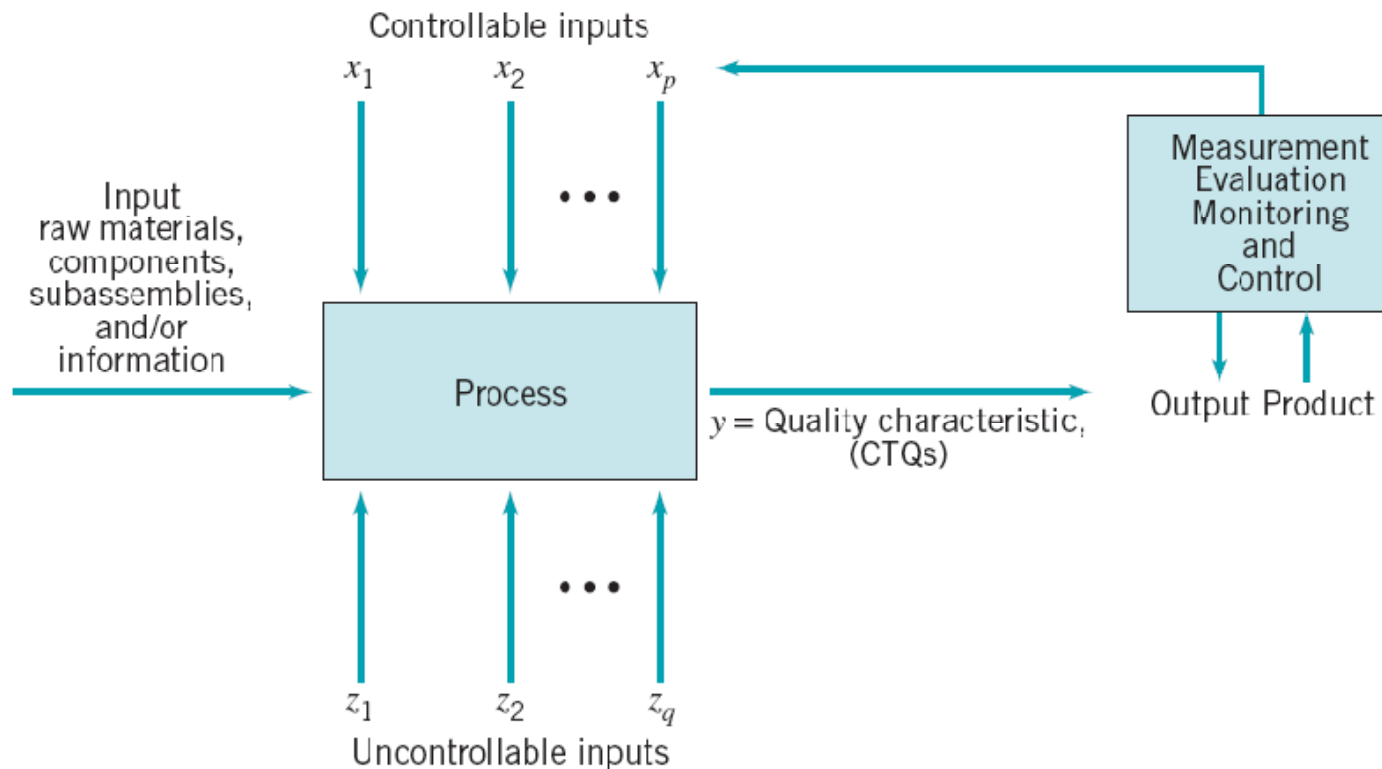 Controllable inputs
x1 x2 xp
Input
raw materials,
components,
subassemblies,
and/or
information
Process
y = Quality characteristic,
(CTQs)
Measurement
Evaluation
Monitoring
and
Control
Output Product
z1 z2 zq
Uncontrollable inputs